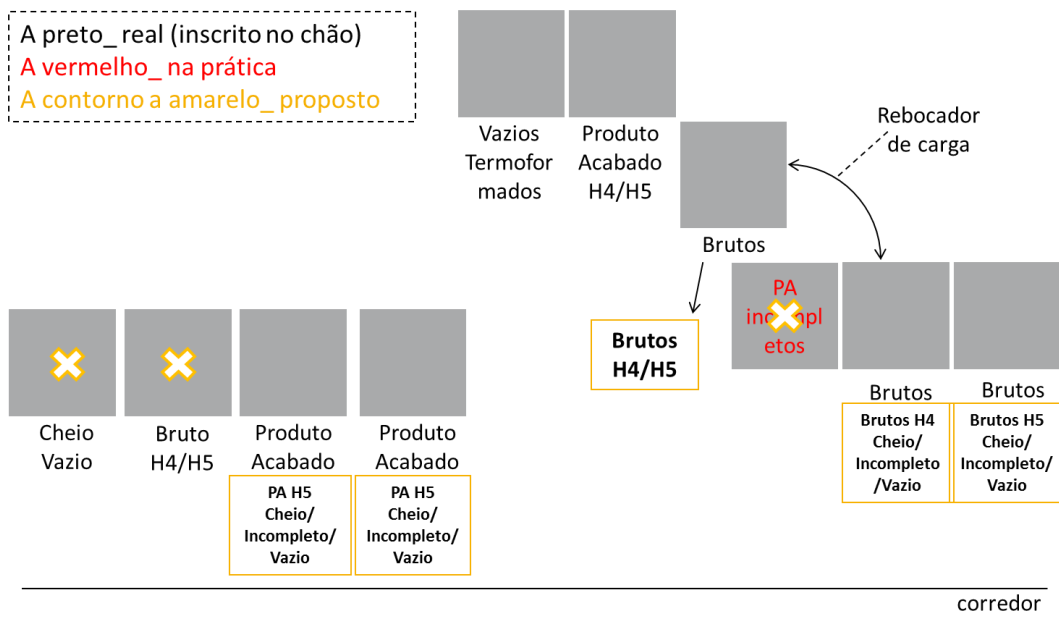 A preto_ real (inscrito no chão)
A vermelho_ na prática
A contorno a amarelo_ proposto
Vazios
Termofor
mados
Produto
Acabado
H4/H5
Rebocador
de carga
Brutos
Brutos
H4/H5
PA
incompl
etos
Brutos
Brutos H4
Cheio/
Incompleto
/Vazio
Brutos
Brutos H5
Cheio/
Incompleto/
Vazio
Cheio
Vazio
Bruto
H4/H5
Produto
Acabado
PA H5
Cheio/
Incompleto/
Vazio
Produto
Acabado
PA H5
Cheio/
Incompleto/
Vazio
corredor